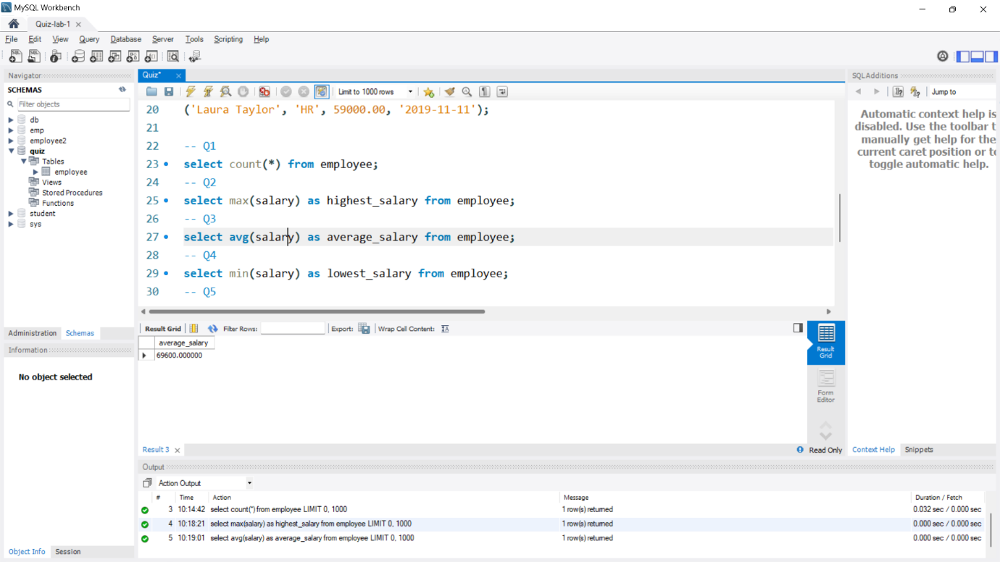 MySQL Workbench
Quiz-lab-1
File Edit View Query Database Server Tools Scripting Help
Navigator
SCHEMAS
Filter objects
db
emp
employee2
quiz
Tables
employee
Views
Stored Procedures
Functions
student
sys
Administration Schemas
Information
No object selected
Object Info Session
Quiz*
Limit to 1000 rows
20 ('Laura Taylor', 'HR', 59000.00, '2019-11-11');
21
22 -- Q1
23 select count(*) from employee;
24 -- Q2
25 select max(salary) as highest_salary from employee;
26 -- Q3
27 select avg(salary) as average_salary from employee;
28 -- Q4
29 select min(salary) as lowest_salary from employee;
30 -- Q5
Result Grid Filter Rows: Export: Wrap Cell Content:
average_salary
69600.000000
Result
Grid
Form
Editor
Result 3
Read Only
Output
Action Output
# Time Action Message Duration / Fetch
3 10:14:42 select count(*) from employee LIMIT 0, 1000 1 row(s) returned 0.032 sec / 0.000 sec
4 10:18:21 select max(salary) as highest_salary from employee LIMIT 0, 1000 1 row(s) returned 0.000 sec / 0.000 sec
5 10:19:01 select avg(salary) as average_salary from employee LIMIT 0, 1000 1 row(s) returned 0.000 sec / 0.000 sec
SQLAdditions
Jump to
Automatic context help is
disabled. Use the toolbar t
manually get help for the
current caret position or to
toggle automatic help.
Context Help Snippets